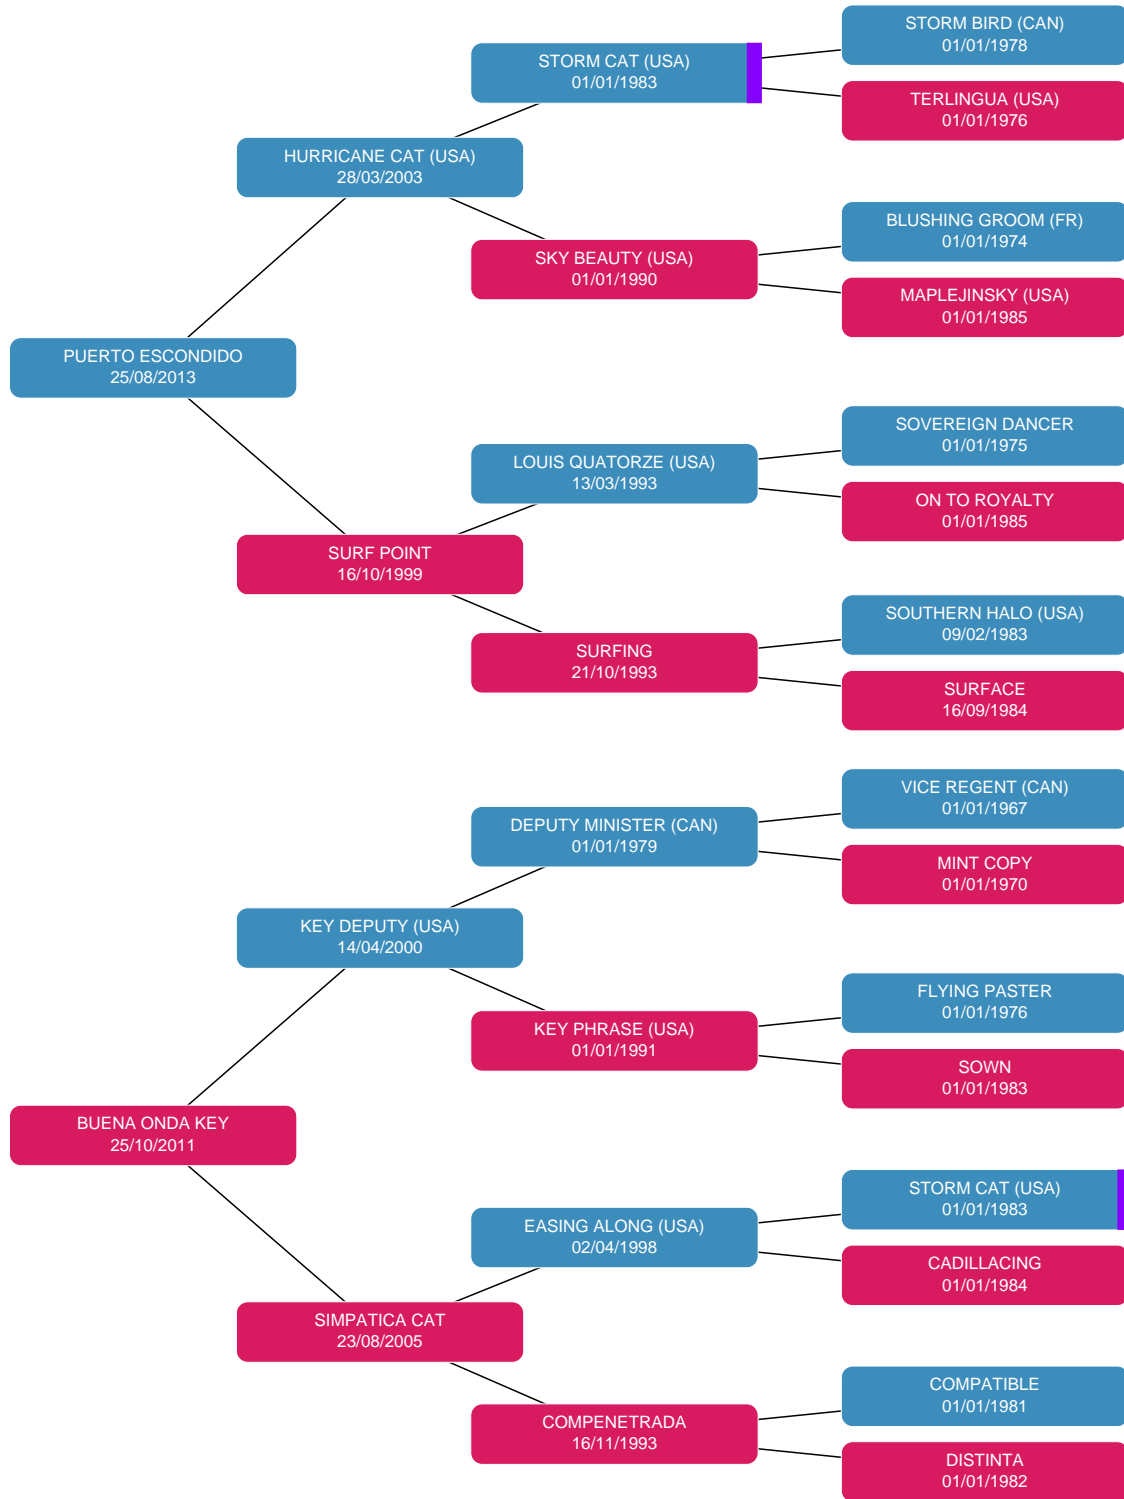 STORM BIRD (CAN)
01/01/1978
STORM CAT (USA)
01/01/1983
TERLINGUA (USA)
01/01/1976
HURRICANE CAT (USA)
28/03/2003
BLUSHING GROOM (FR)
01/01/1974
SKY BEAUTY (USA)
01/01/1990
MAPLEJINSKY (USA)
01/01/1985
PUERTO ESCONDIDO
25/08/2013
SOVEREIGN DANCER
01/01/1975
LOUIS QUATORZE (USA)
13/03/1993
ON TO ROYALTY
01/01/1985
SURF POINT
16/10/1999
SOUTHERN HALO (USA)
09/02/1983
SURFING
21/10/1993
SURFACE
16/09/1984
VICE REGENT (CAN)
01/01/1967
DEPUTY MINISTER (CAN)
01/01/1979
MINT COPY
01/01/1970
KEY DEPUTY (USA)
14/04/2000
FLYING PASTER
01/01/1976
KEY PHRASE (USA)
01/01/1991
SOWN
01/01/1983
BUENA ONDA KEY
25/10/2011
STORM CAT (USA)
01/01/1983
EASING ALONG (USA)
02/04/1998
CADILLACING
01/01/1984
SIMPATICA CAT
23/08/2005
COMPATIBLE
01/01/1981
COMPENETRADA
16/11/1993
DISTINTA
01/01/1982